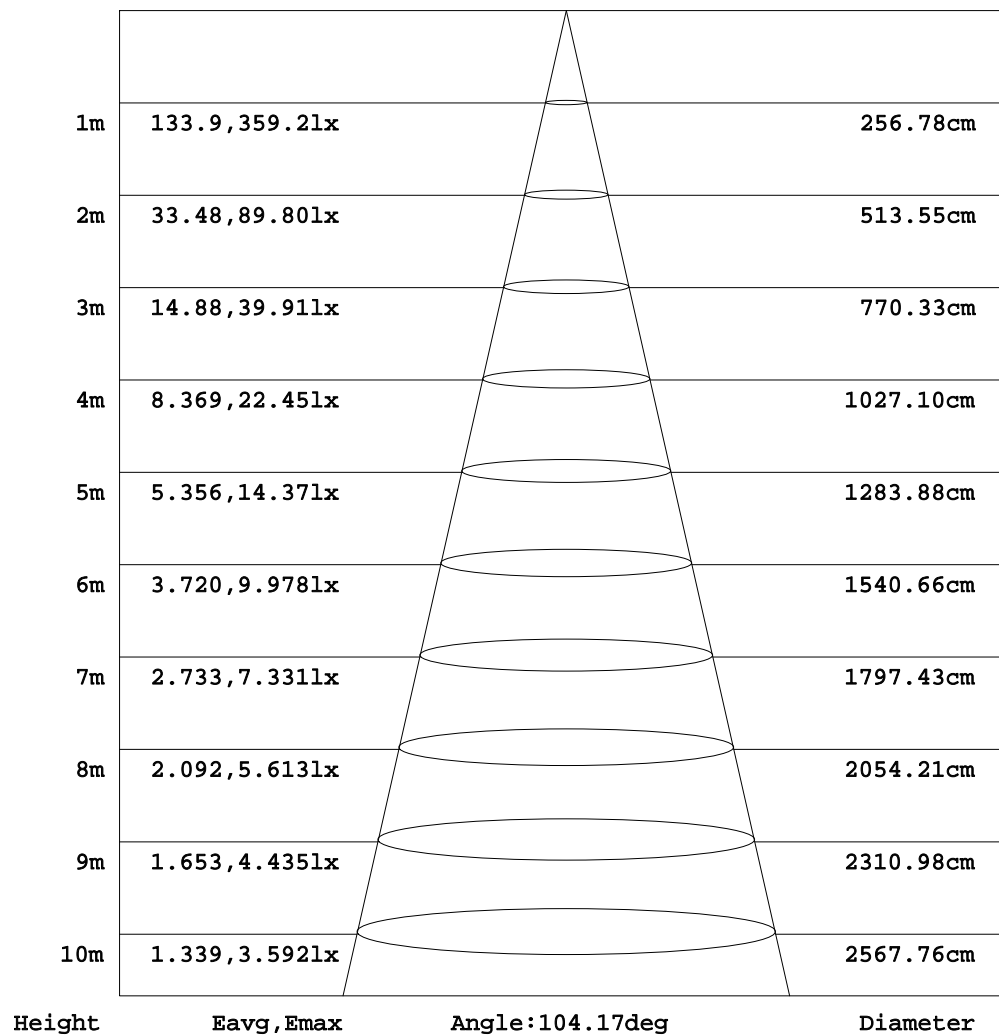 1m 133.9,359.2lx 256.78cm
2m 33.48,89.80lx 513.55cm
3m 14.88,39.91lx 770.33cm
4m 8.369,22.45lx 1027.10cm
5m 5.356,14.37lx 1283.88cm
6m 3.720,9.978lx 1540.66cm
7m 2.733,7.331lx 1797.43cm
8m 2.092,5.613lx 2054.21cm
9m 1.653,4.435lx 2310.98cm
10m 1.339,3.592lx 2567.76cm
Height Eavg,Emax Angle:104.17deg Diameter